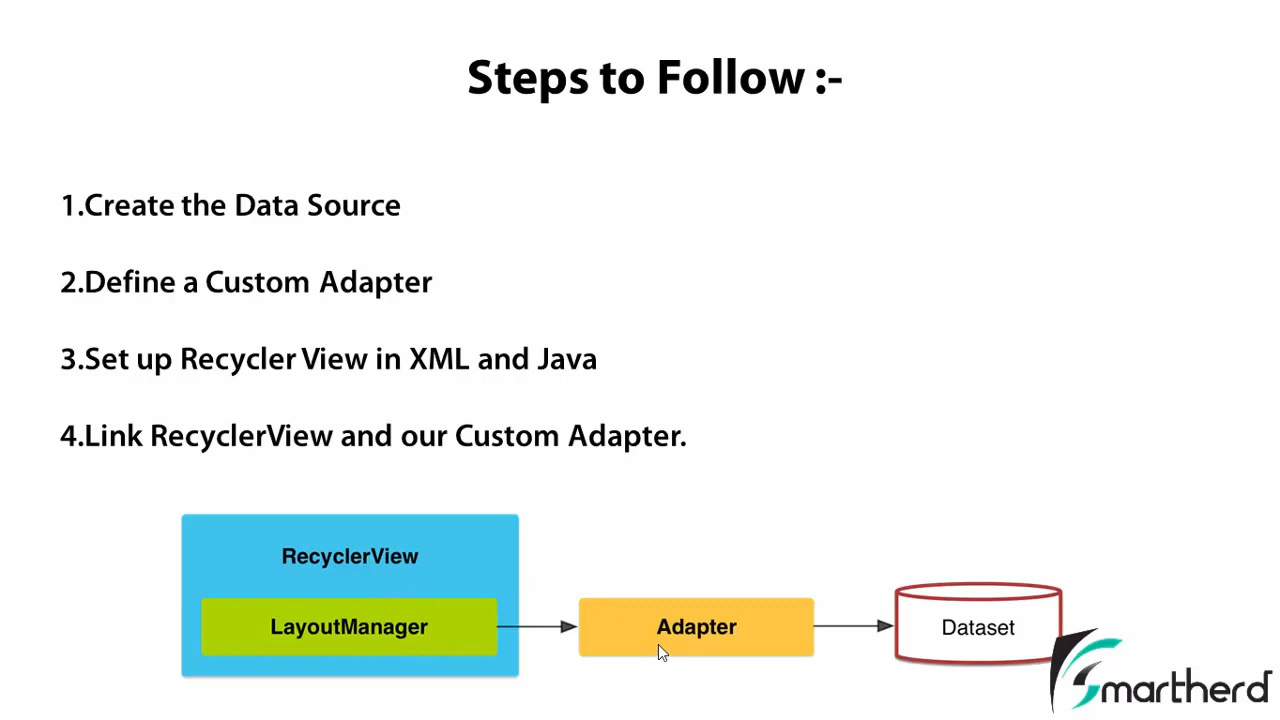 Steps to Follow :-
1.Create the Data Source
2.Define a Custom Adapter
3.Set up Recycler View in XML and Java
4.Link RecyclerView and our Custom Adapter.
RecyclerView
LayoutManager
Adapter
Dataset
Smartherd